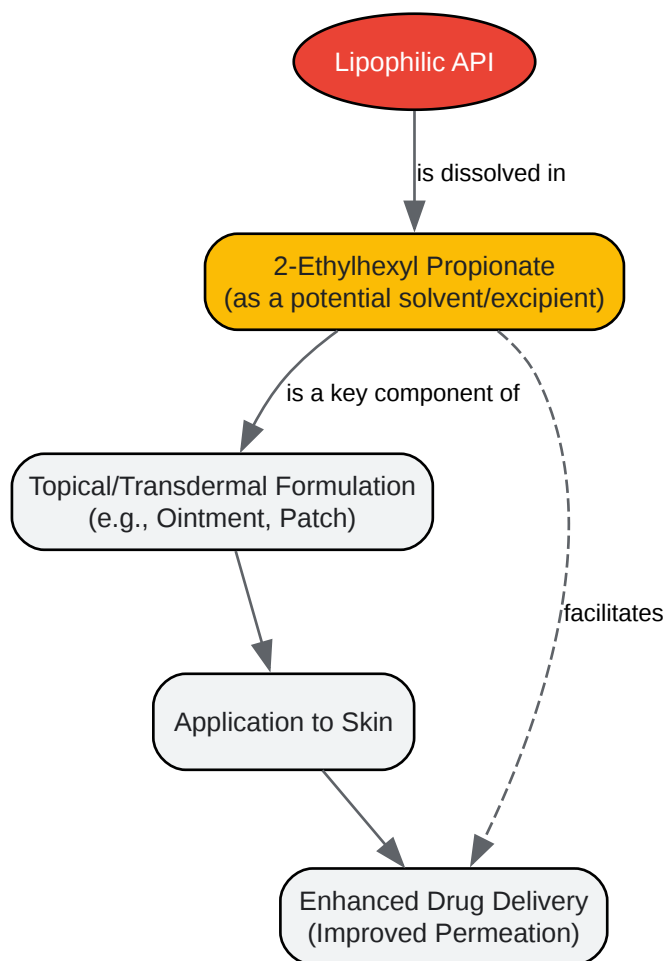 Lipophilic API
is dissolved in
2-Ethylhexyl Propionate
(as a potential solvent/excipient)
is a key component of
Topical/Transdermal Formulation
(e.g., Ointment, Patch)
facilitates
Application to Skin
Enhanced Drug Delivery
(Improved Permeation)